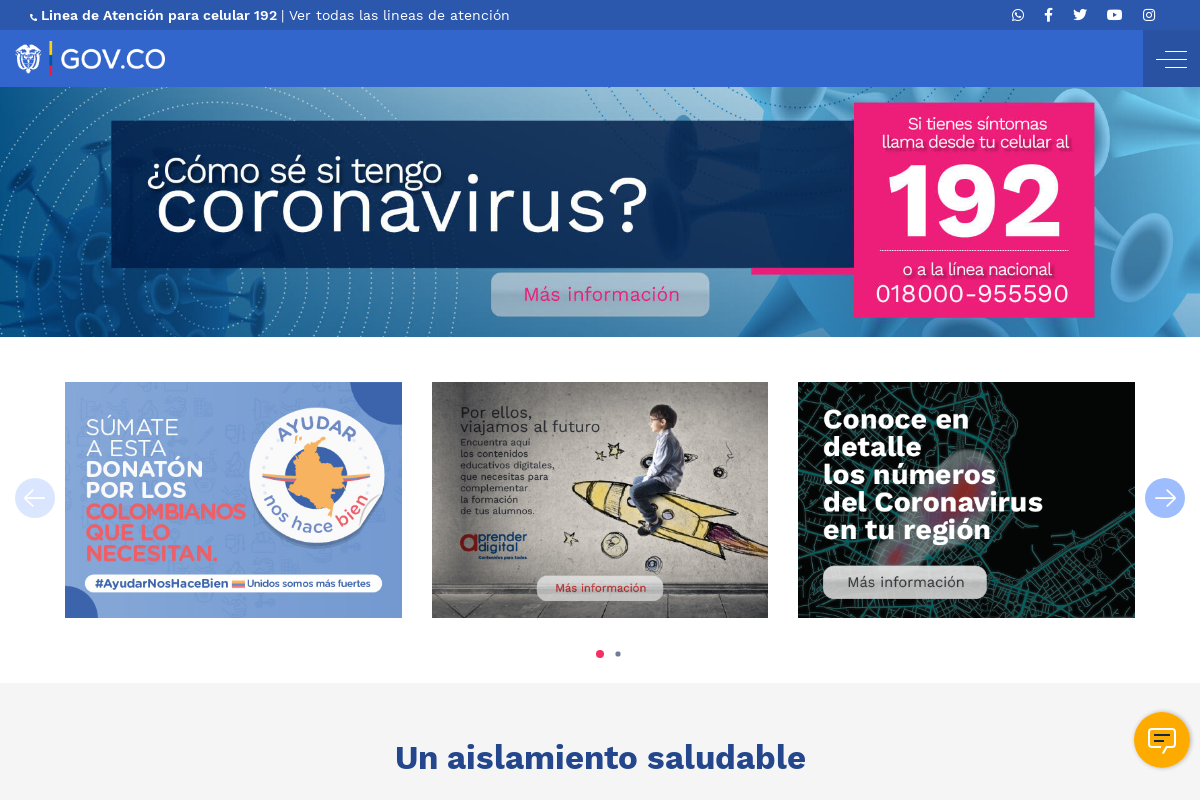 Linea de Atención para celular 192 | Ver todas las lineas de atención
GOV.CO
¿Cómo sé si tengo
coronavirus?
Más información
Si tienes síntomas
llama desde tu celular al
192
o a la línea nacional
018000-955590
SÚMATE
A ESTA
DONATÓN
POR LOS
COLOMBIANOS
QUE LO
NECESITAN.
AYUDAR
nos hace bien
#AyudarNosHaceBien Unidos somos más fuertes
Por ellos,
viajamos al futuro
Encuentra aquí
los contenidos
educativos digitales,
que necesitas para
complementar
la formación
de tus alumnos.
aprender
digital
Contenidos para todos
Más información
Conoce en
detalle
los números
del Coronavirus
en tu región
Más información
Un aislamiento saludable